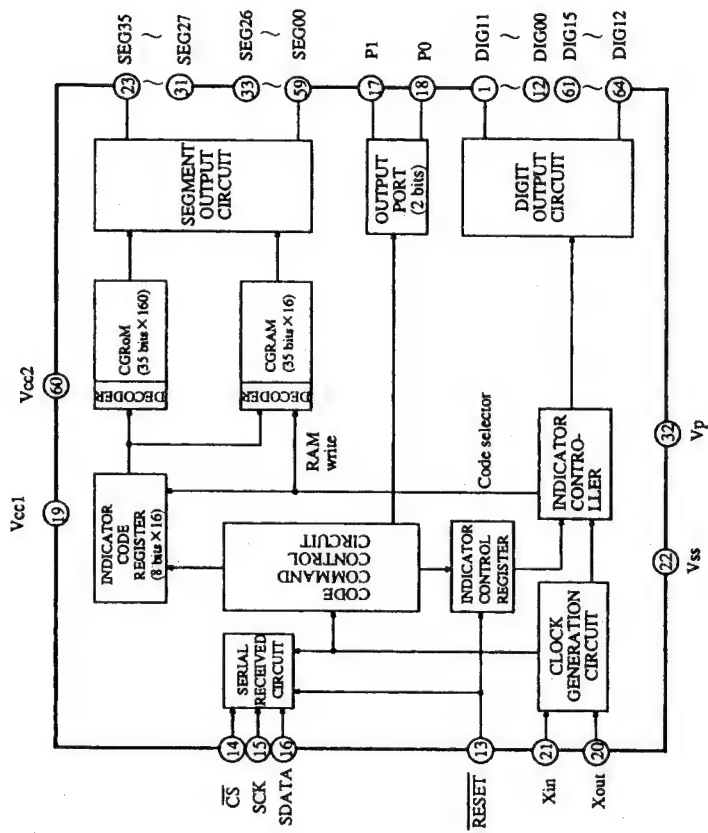 Vcc1
Vcc2
19
60
CS
SCK
SDATA
14
15
16
RESET
13
Xin
21
Xout
20
SERIAL
RECEIVED
CIRCUIT
CODE
COMMAND
CONTROL
CIRCUIT
INDICATOR
CODE
REGISTER
(8 bits×16)
DECODER
CGRoM
(35 bits×160)
DECODER
CGRAM
(35 bits×16)
RAM
write
Code selector
INDICATOR
CONTROL
REGISTER
CLOCK
GENERATION
CIRCUIT
INDICATOR
CONTRO-
LLER
SEGMENT
OUTPUT
CIRCUIT
OUTPUT
PORT
(2 bits)
DIGIT
OUTPUT
CIRCUIT
23 SEG35
~ ~
31 SEG27
33 SEG26
~ ~
59 SEG00
17 P1
18 P0
1 DIG11
~ ~
12 DIG00
61 DIG15
~ ~
64 DIG12
22
Vss
32
Vp